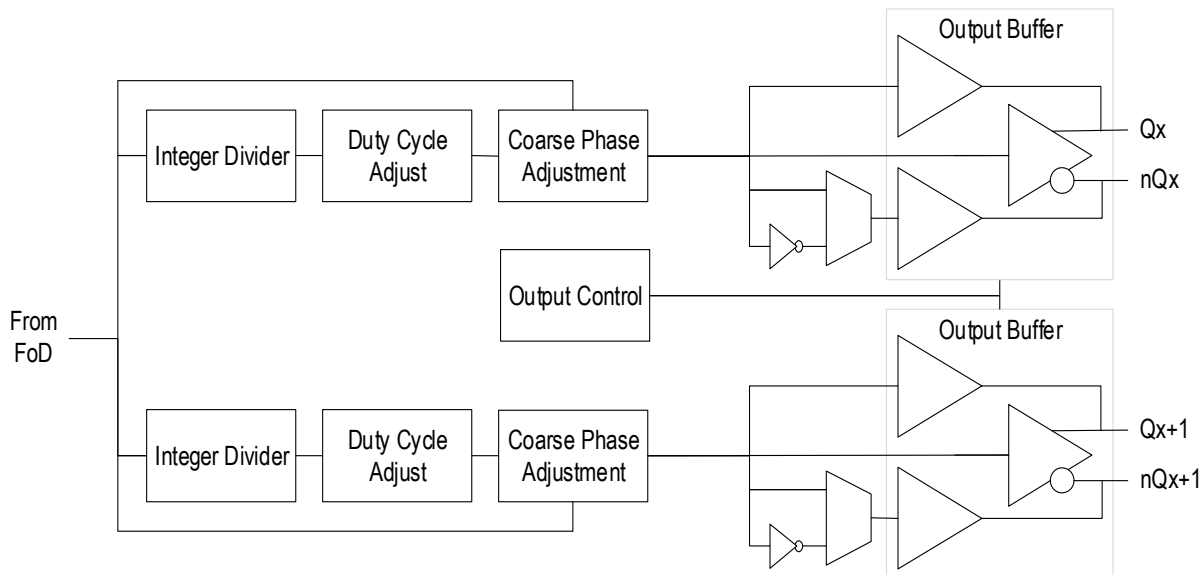 Output Buffer
Integer Divider
Duty Cycle
Adjust
Coarse Phase
Adjustment
Qx
nQx
Output Control
From
FoD
Output Buffer
Integer Divider
Duty Cycle
Adjust
Coarse Phase
Adjustment
Qx+1
nQx+1